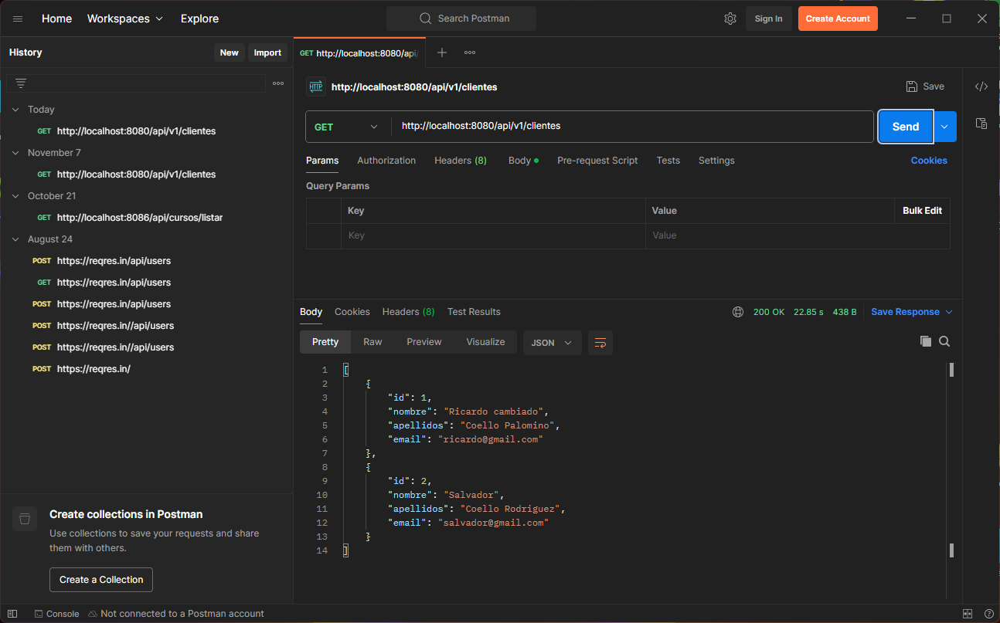 Home Workspaces Explore Search Postman Sign In Create Account
History New Import
GET http://localhost:8080/api/
HTTP http://localhost:8080/api/v1/clientes Save
Today
GET http://localhost:8080/api/v1/clientes
November 7
GET http://localhost:8080/api/v1/clientes
October 21
GET http://localhost:8086/api/cursos/listar
August 24
POST https://reqres.in/api/users
GET https://reqres.in/api/users
POST https://reqres.in/api/users
POST https://reqres.in//api/users
POST https://reqres.in//api/users
POST https://reqres.in/
Create collections in Postman
Use collections to save your requests and share
them with others.
Create a Collection
GET http://localhost:8080/api/v1/clientes Send
Params Authorization Headers (8) Body Pre-request Script Tests Settings Cookies
Query Params
Key Value Bulk Edit
Key Value
Body Cookies Headers (8) Test Results 200 OK 22.85 s 438 B Save Response
Pretty Raw Preview Visualize JSON
1 [
2 {
3 "id": 1,
4 "nombre": "Ricardo cambiado",
5 "apellidos": "Coello Palomino",
6 "email": "ricardo@gmail.com"
7 },
8 {
9 "id": 2,
10 "nombre": "Salvador",
11 "apellidos": "Coello Rodriguez",
12 "email": "salvador@gmail.com"
13 }
14 ]
Console Not connected to a Postman account